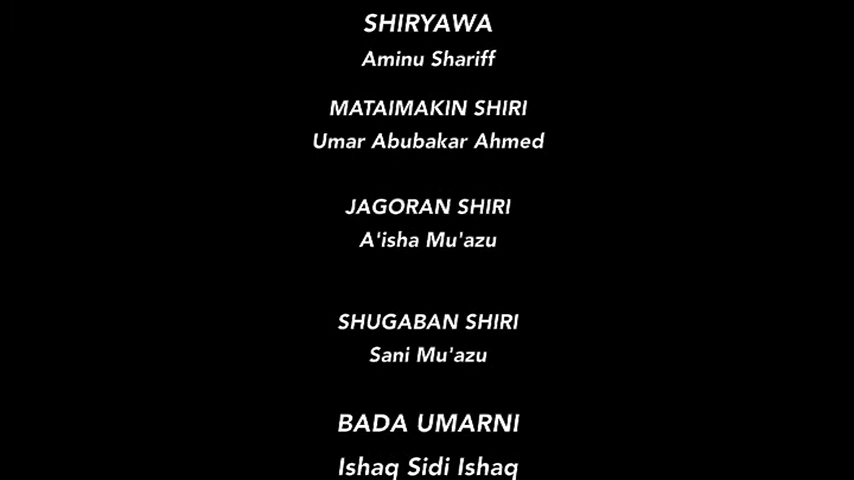 SHIRYAWA
Aminu Shariff
MATAIMAKIN SHIRI
Umar Abubakar Ahmed
JAGORAN SHIRI
A'isha Mu'azu
SHUGABAN SHIRI
Sani Mu'azu
BADA UMARNI
Ishaq Sidi Ishaq